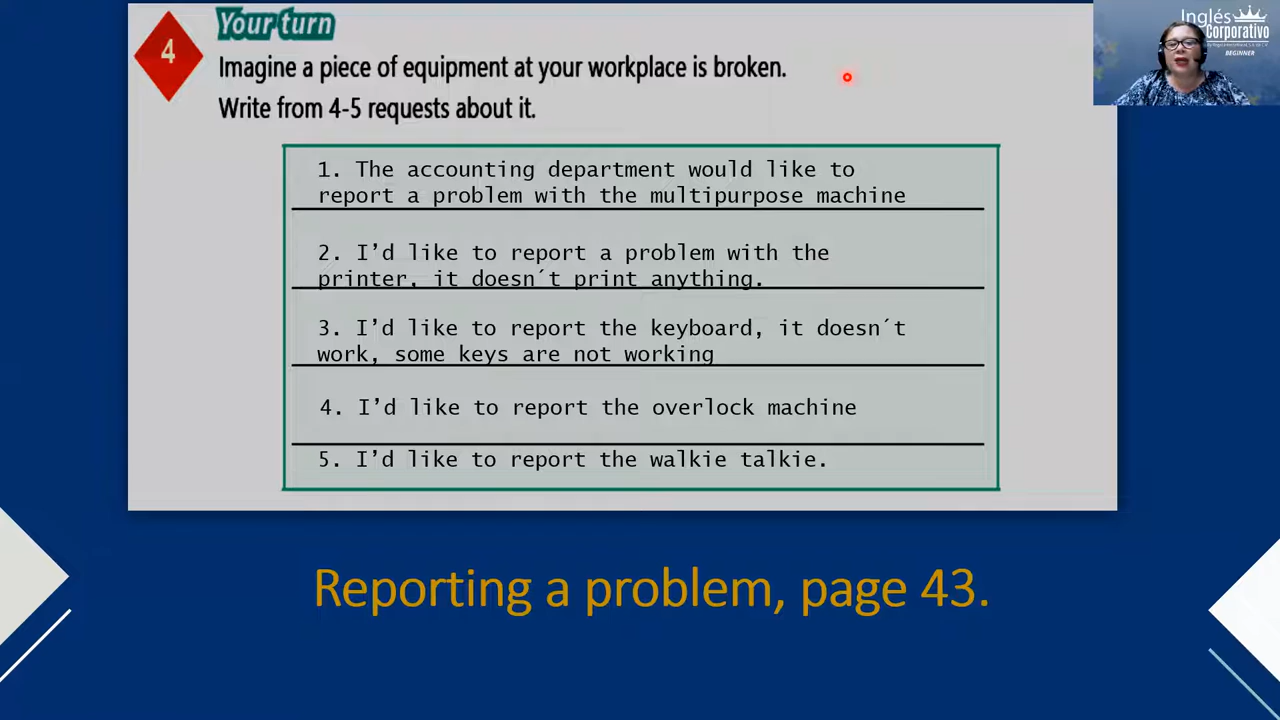 4
Your turn
Imagine a piece of equipment at your workplace is broken.
Write from 4-5 requests about it.
1. The accounting department would like to
report a problem with the multipurpose machine
2. I’d like to report a problem with the
printer, it doesn´t print anything.
3. I’d like to report the keyboard, it doesn´t
work, some keys are not working
4. I’d like to report the overlock machine
5. I’d like to report the walkie talkie.
Reporting a problem, page 43.
Inglés
Corporativo
BEGINNER